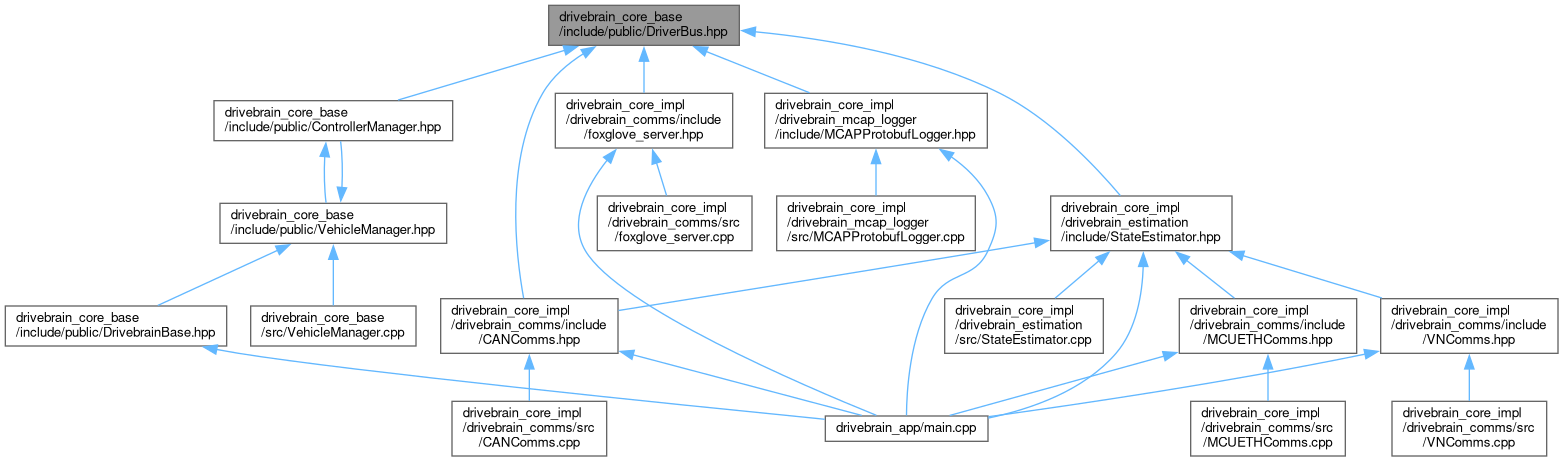 drivebrain_core_base
/include/public/DriverBus.hpp
drivebrain_core_base
/include/public/ControllerManager.hpp
drivebrain_core_impl
/drivebrain_comms/include
/foxglove_server.hpp
drivebrain_core_impl
/drivebrain_mcap_logger
/include/MCAPProtobufLogger.hpp
drivebrain_core_base
/include/public/VehicleManager.hpp
drivebrain_core_impl
/drivebrain_comms/src
/foxglove_server.cpp
drivebrain_core_impl
/drivebrain_mcap_logger
/src/MCAPProtobufLogger.cpp
drivebrain_core_impl
/drivebrain_estimation
/include/StateEstimator.hpp
drivebrain_core_base
/include/public/DrivebrainBase.hpp
drivebrain_core_base
/src/VehicleManager.cpp
drivebrain_core_impl
/drivebrain_comms/include
/CANComms.hpp
drivebrain_core_impl
/drivebrain_estimation
/src/StateEstimator.cpp
drivebrain_core_impl
/drivebrain_comms/include
/MCUETHComms.hpp
drivebrain_core_impl
/drivebrain_comms/include
/VNComms.hpp
drivebrain_core_impl
/drivebrain_comms/src
/CANComms.cpp
drivebrain_app/main.cpp
drivebrain_core_impl
/drivebrain_comms/src
/MCUETHComms.cpp
drivebrain_core_impl
/drivebrain_comms/src
/VNComms.cpp